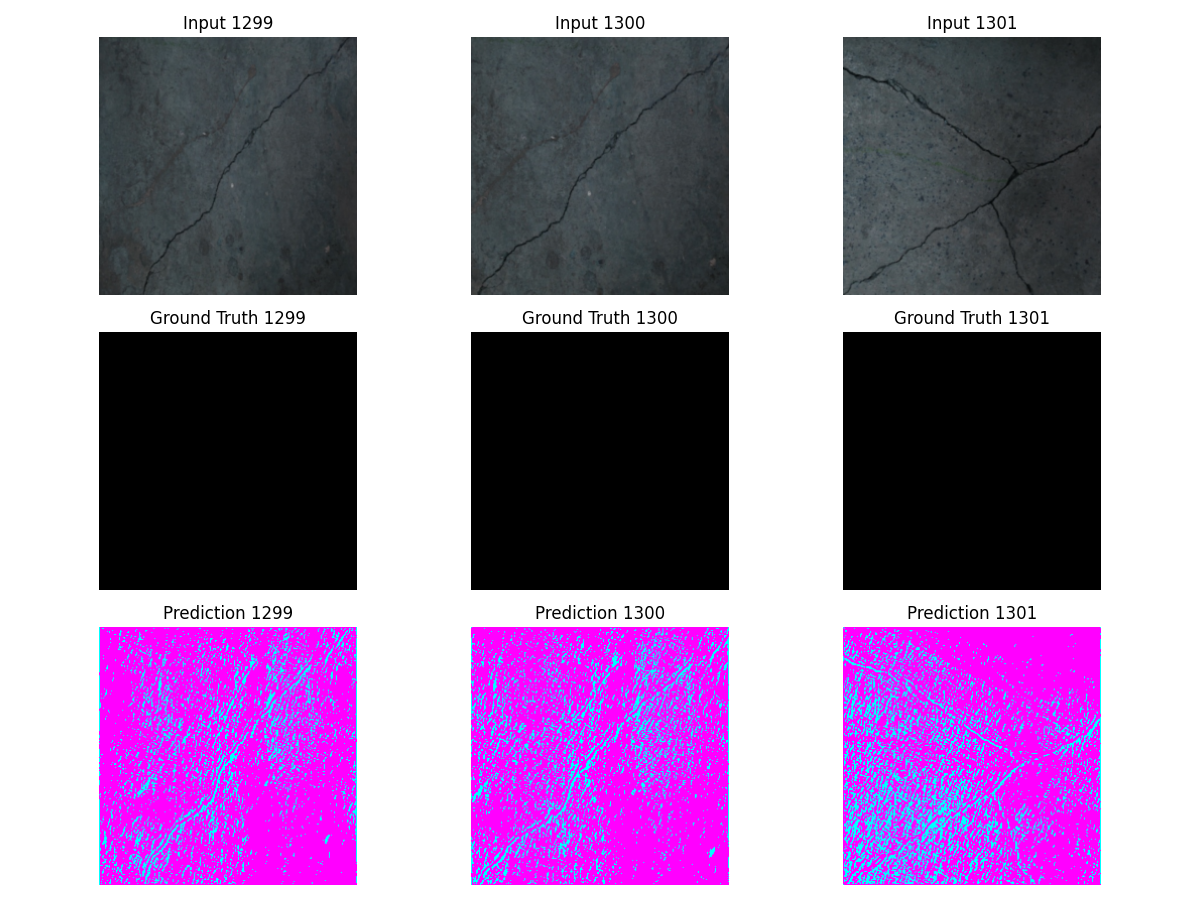 Input 1299
Input 1300
Input 1301
Ground Truth 1299
Ground Truth 1300
Ground Truth 1301
Prediction 1299
Prediction 1300
Prediction 1301